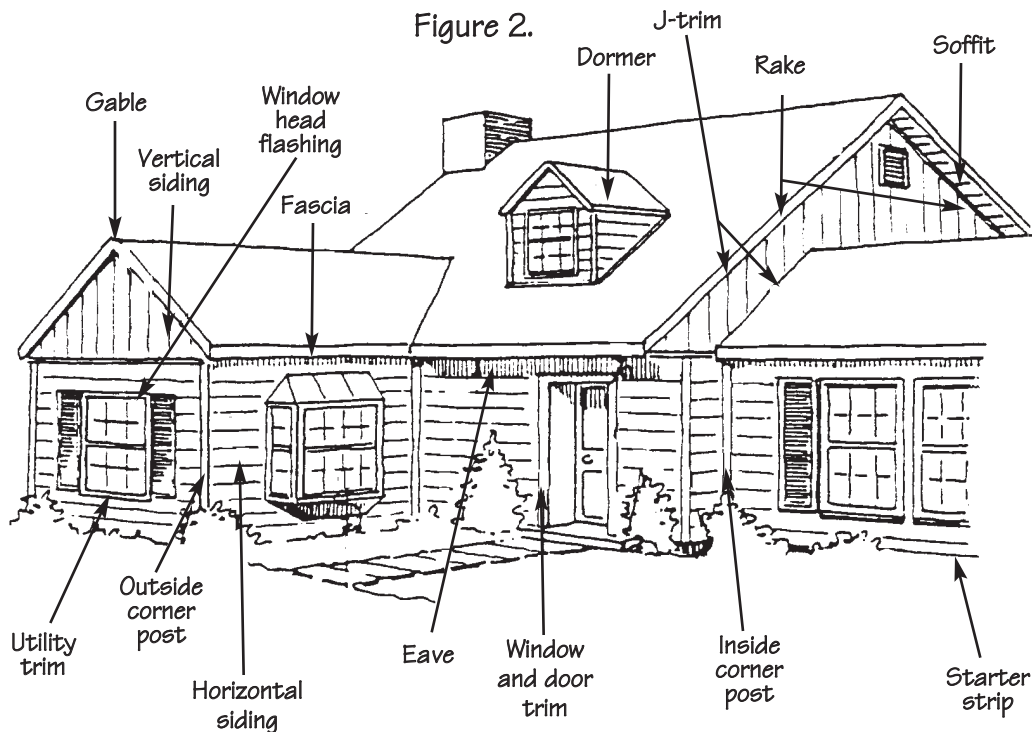 Figure 2.
J-trim
Soffit
Dormer
Rake
Gable
Window
head
flashing
Vertical
siding
Fascia
Utility
trim
Outside
corner
post
Horizontal
siding
Eave
Window
and door
trim
Inside
corner
post
Starter
strip